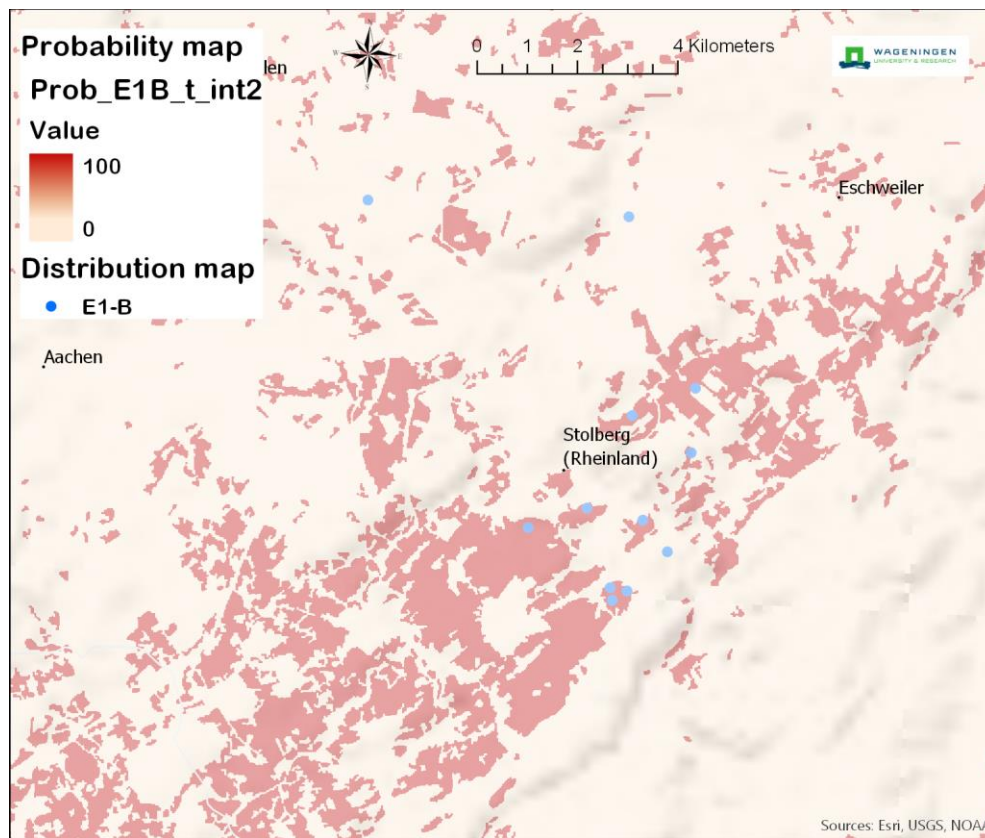 Probability map
Prob_E1B_t_int2
Value
100
0
Distribution map
E1-B
len
0 1 2 4 Kilometers
WAGENINGEN
UNIVERSITY & RESEARCH
Eschweiler
Aachen
Stolberg
(Rheinland)
Sources: Esri, USGS, NOAA